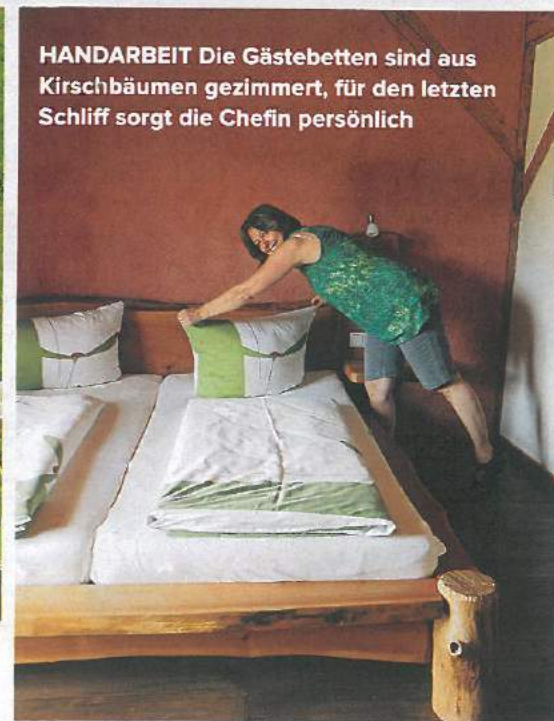 HANDARBEIT Die Gästebetten sind aus
Kirschbäumen gezimmert, für den letzten
Schliff sorgt die Chefin persönlich